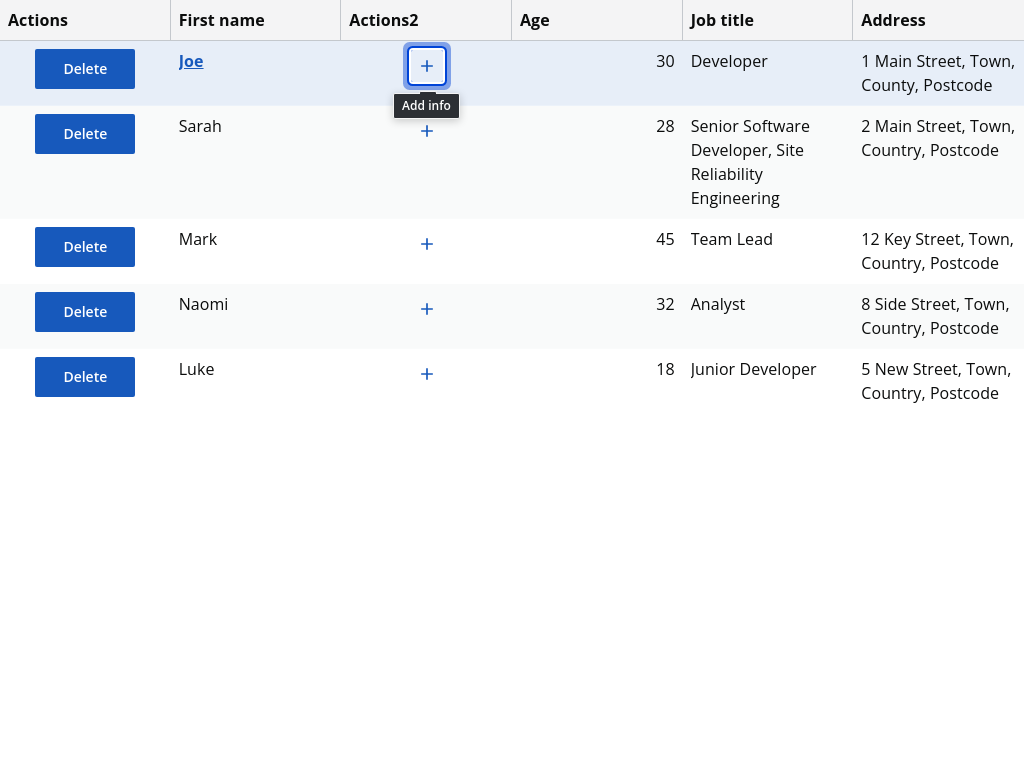 Actions First name Actions2 Age Job title Address
Delete Joe + 30 Developer 1 Main Street, Town,
County, Postcode
Add info
Delete Sarah + 28 Senior Software 2 Main Street, Town,
Developer, Site Country, Postcode
Reliability
Engineering
Delete Mark + 45 Team Lead 12 Key Street, Town,
Country, Postcode
Delete Naomi + 32 Analyst 8 Side Street, Town,
Country, Postcode
Delete Luke + 18 Junior Developer 5 New Street, Town,
Country, Postcode